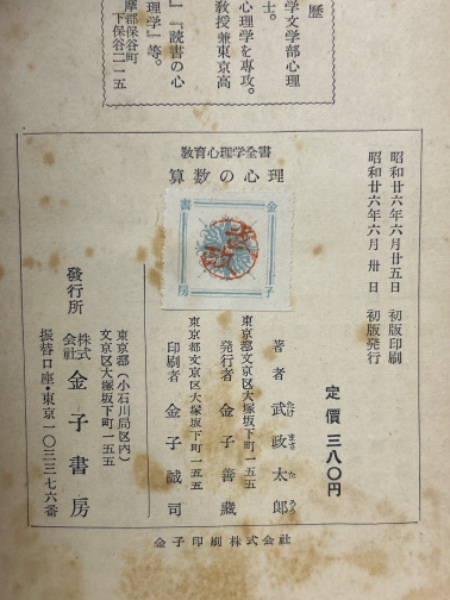 歴
学文学部心理
士。
心理学を専攻。
教授兼東京高
』『読書の心
理学』等。
摩郡保谷町
下保谷二一五
教育心理学全書
算数の心理
昭和廿六年六月廿五日 初版印刷
昭和廿六年六月卅日 初版発行
定價 三八〇円
金子書房
著者 武政太郎
たけ まさ た ろう
東京都文京区大塚坂下町一五五
発行者 金子善藏
東京都文京区大塚坂下町一五五
印刷者 金子誠司
東京都(小石川局区内)
文京区大塚坂下町一五五
發行所 株式会社 金子書房
振替口座・東京一〇三三七六番
金子印刷株式会社